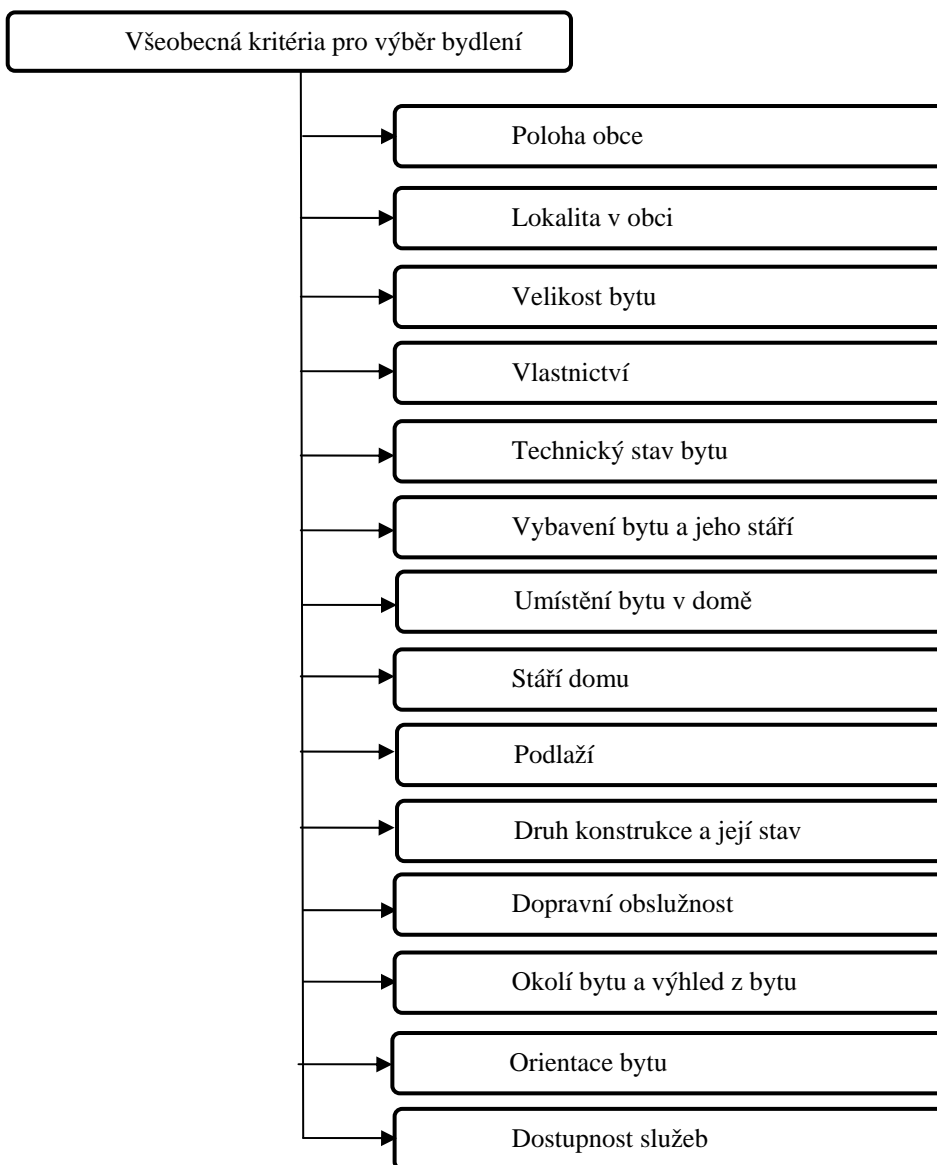 Všeobecná kritéria pro výběr bydlení
Poloha obce
Lokalita v obci
Velikost bytu
Vlastnictví
Technický stav bytu
Vybavení bytu a jeho stáří
Umístění bytu v domě
Stáří domu
Podlaží
Druh konstrukce a její stav
Dopravní obslužnost
Okolí bytu a výhled z bytu
Orientace bytu
Dostupnost služeb